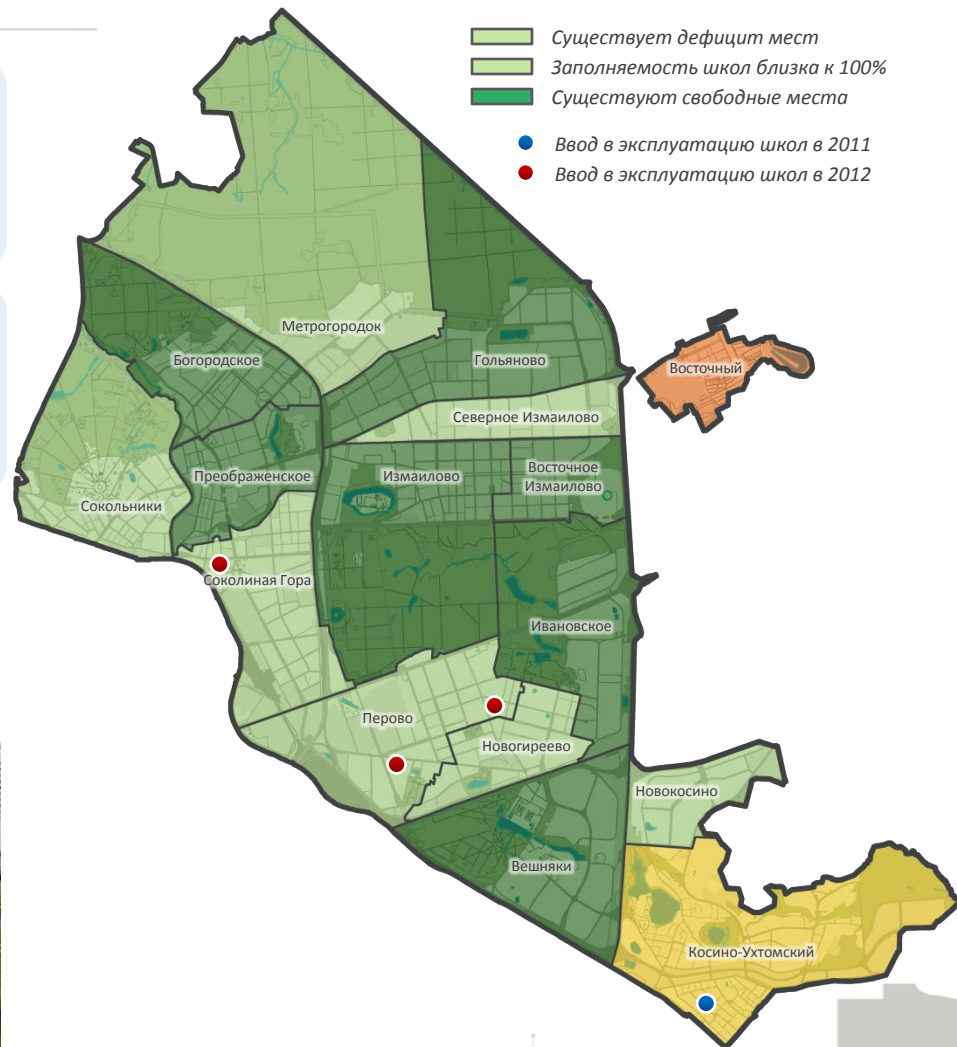 Существует дефицит мест
Заполняемость школ близка к 100%
Существуют свободные места
Ввод в эксплуатацию школ в 2011
Ввод в эксплуатацию школ в 2012
Метрогородок
Богородское
Гольяново
Восточный
Северное Измаилово
Преображенское
Измаилово
Восточное
Измаилово
Сокольники
Соколиная Гора
Ивановское
Перово
Новогиреево
Новокосино
Вешняки
Косино-Ухтомский